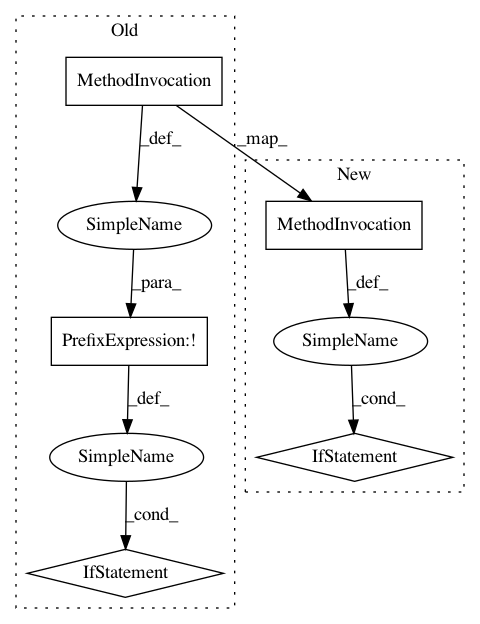 Old
MethodInvocation
_def_
_map_
New
SimpleName
MethodInvocation
_para_
_def_
PrefixExpression:!
SimpleName
_def_
_cond_
SimpleName
IfStatement
_cond_
IfStatement